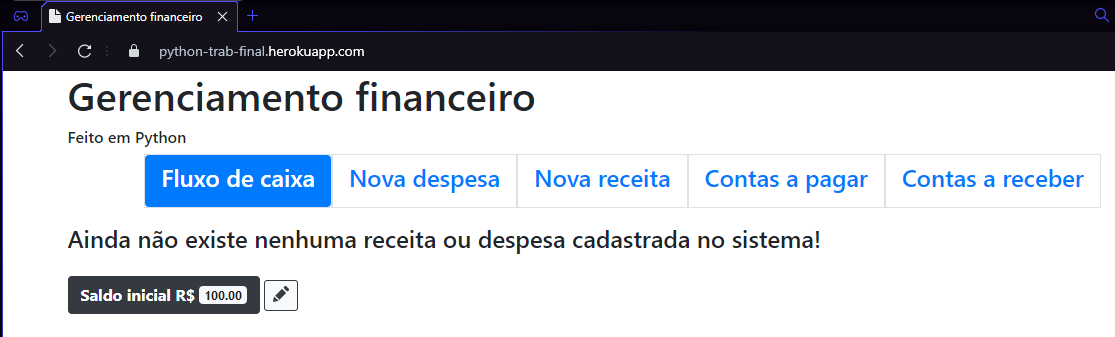 Gerenciamento financeiro
python-trab-final.herokuapp.com
Gerenciamento financeiro
Feito em Python
Fluxo de caixa Nova despesa Nova receita Contas a pagar Contas a receber
Ainda não existe nenhuma receita ou despesa cadastrada no sistema!
Saldo inicial R$ 100.00